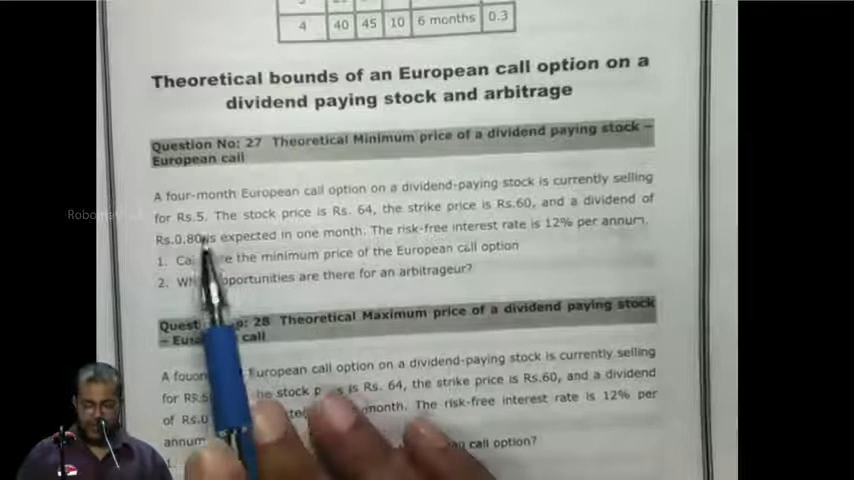 4 40 45 10 6 months 0.3
Theoretical bounds of an European call option on a
dividend paying stock and arbitrage
Question No: 27 Theoretical Minimum price of a dividend paying stock –
European call
A four-month European call option on a dividend-paying stock is currently selling
for Rs.5. The stock price is Rs. 64, the strike price is Rs.60, and a dividend of
Rs.0.80 is expected in one month. The risk-free interest rate is 12% per annum.
1. the minimum price of the European call option
2. opportunities are there for an arbitrageur?
28 Theoretical Maximum price of a dividend paying stock
call
European call option on a dividend-paying stock is currently selling
for stock is Rs. 64, the strike price is Rs.60, and a dividend
of month. The risk-free interest rate is 12% per
annum
1. call option?